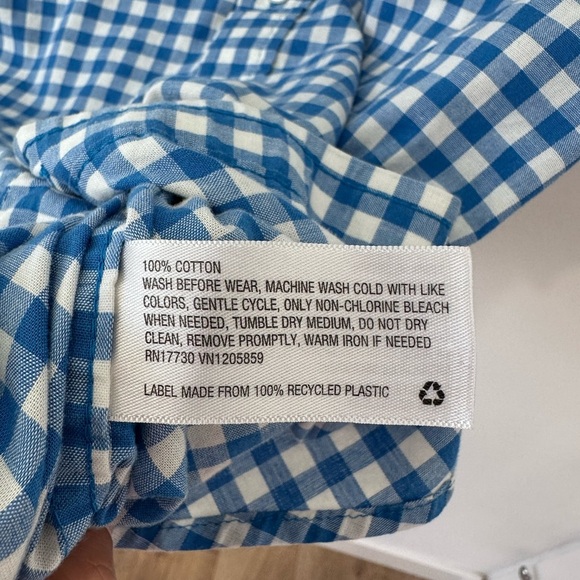 100% COTTON
WASH BEFORE WEAR, MACHINE WASH COLD WITH LIKE
COLORS, GENTLE CYCLE, ONLY NON-CHLORINE BLEACH
WHEN NEEDED, TUMBLE DRY MEDIUM, DO NOT DRY
CLEAN, REMOVE PROMPTLY, WARM IRON IF NEEDED
RN17730 VN1205859
LABEL MADE FROM 100% RECYCLED PLASTIC